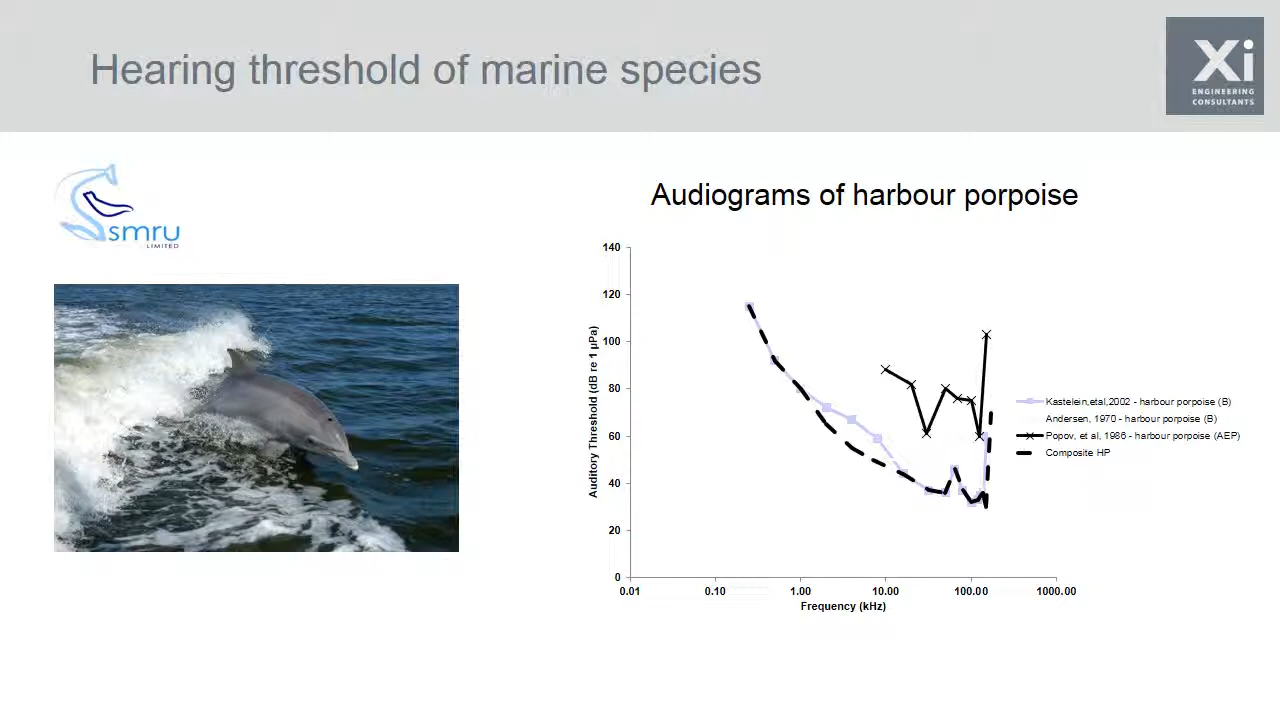 Hearing threshold of marine species
Xi
ENGINEERING
CONSULTANTS
smru
LIMITED
Audiograms of harbour porpoise
140
120
100
80
60
40
20
0
Auditory Threshold (dB re 1 µPa)
0.01
0.10
1.00
10.00
100.00
1000.00
Frequency (kHz)
Kastelein,etal,2002 - harbour porpoise (B)
Andersen, 1970 - harbour porpoise (B)
Popov, et al, 1986 - harbour porpoise (AEP)
Composite HP